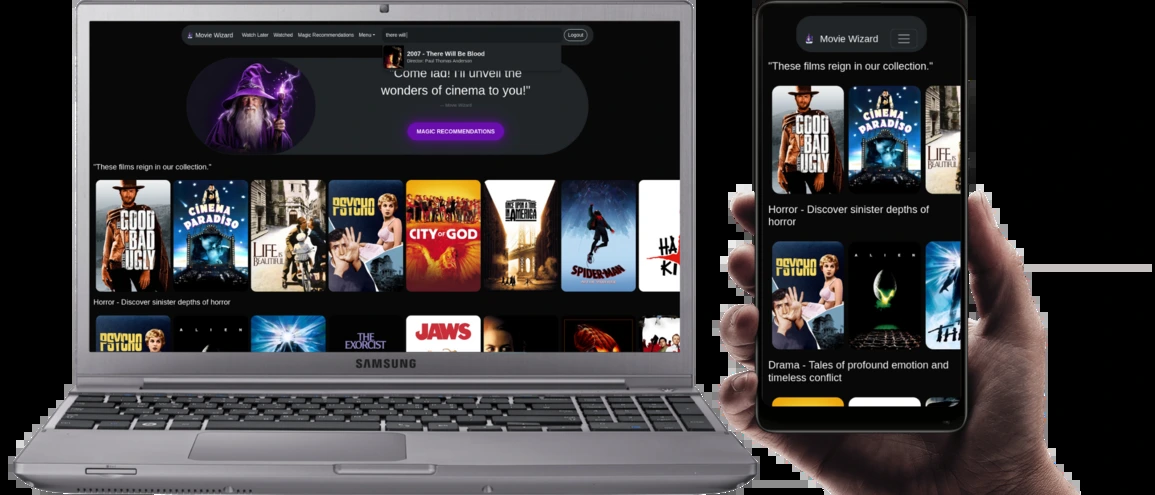 Movie Wizard
Watch Later
Watched
Magic Recommendations
Menu
there will
Logout
2007 - There Will Be Blood
Director: Paul Thomas Anderson
"Come lad! I'll unveil the
wonders of cinema to you!"
MAGIC RECOMMENDATIONS
"These films reign in our collection."
THE
GOOD
BAD
UGLY
CINEMA
PARADISO
LIFE IS
BEAUTIFUL
PSYCHO
CITY OF GOD
ONCE UPON A TIME
IN AMERICA
SPIDER-MAN
HA
KI
Horror - Discover sinister depths of horror
PSYCHO
ALIEN
THE
EXORCIST
JAWS
SAMSUNG
Movie Wizard
"These films reign in our collection."
THE
GOOD
BAD
UGLY
CINEMA
PARADISO
LIFE IS
Horror - Discover sinister depths of
horror
PSYCHO
ALIEN
TH
Drama - Tales of profound emotion and
timeless conflict